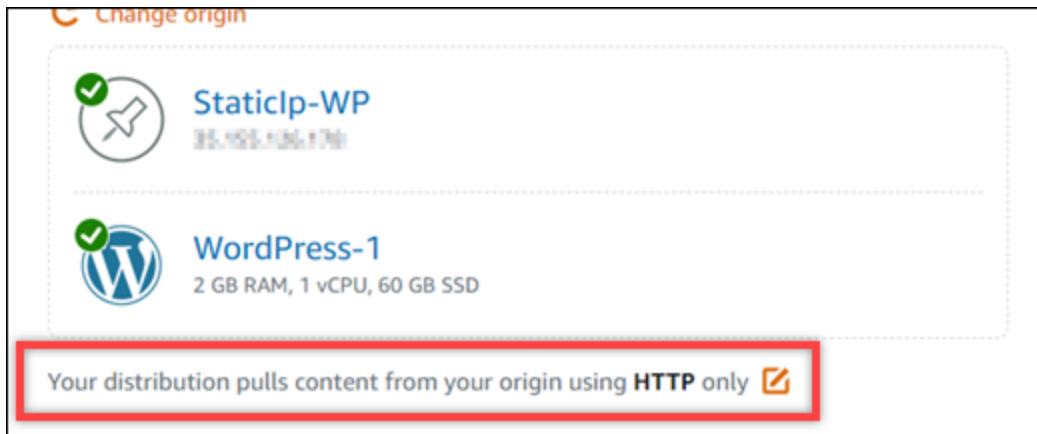 Change origin
StaticIp-WP
WordPress-1
2 GB RAM, 1 vCPU, 60 GB SSD
Your distribution pulls content from your origin using HTTP only